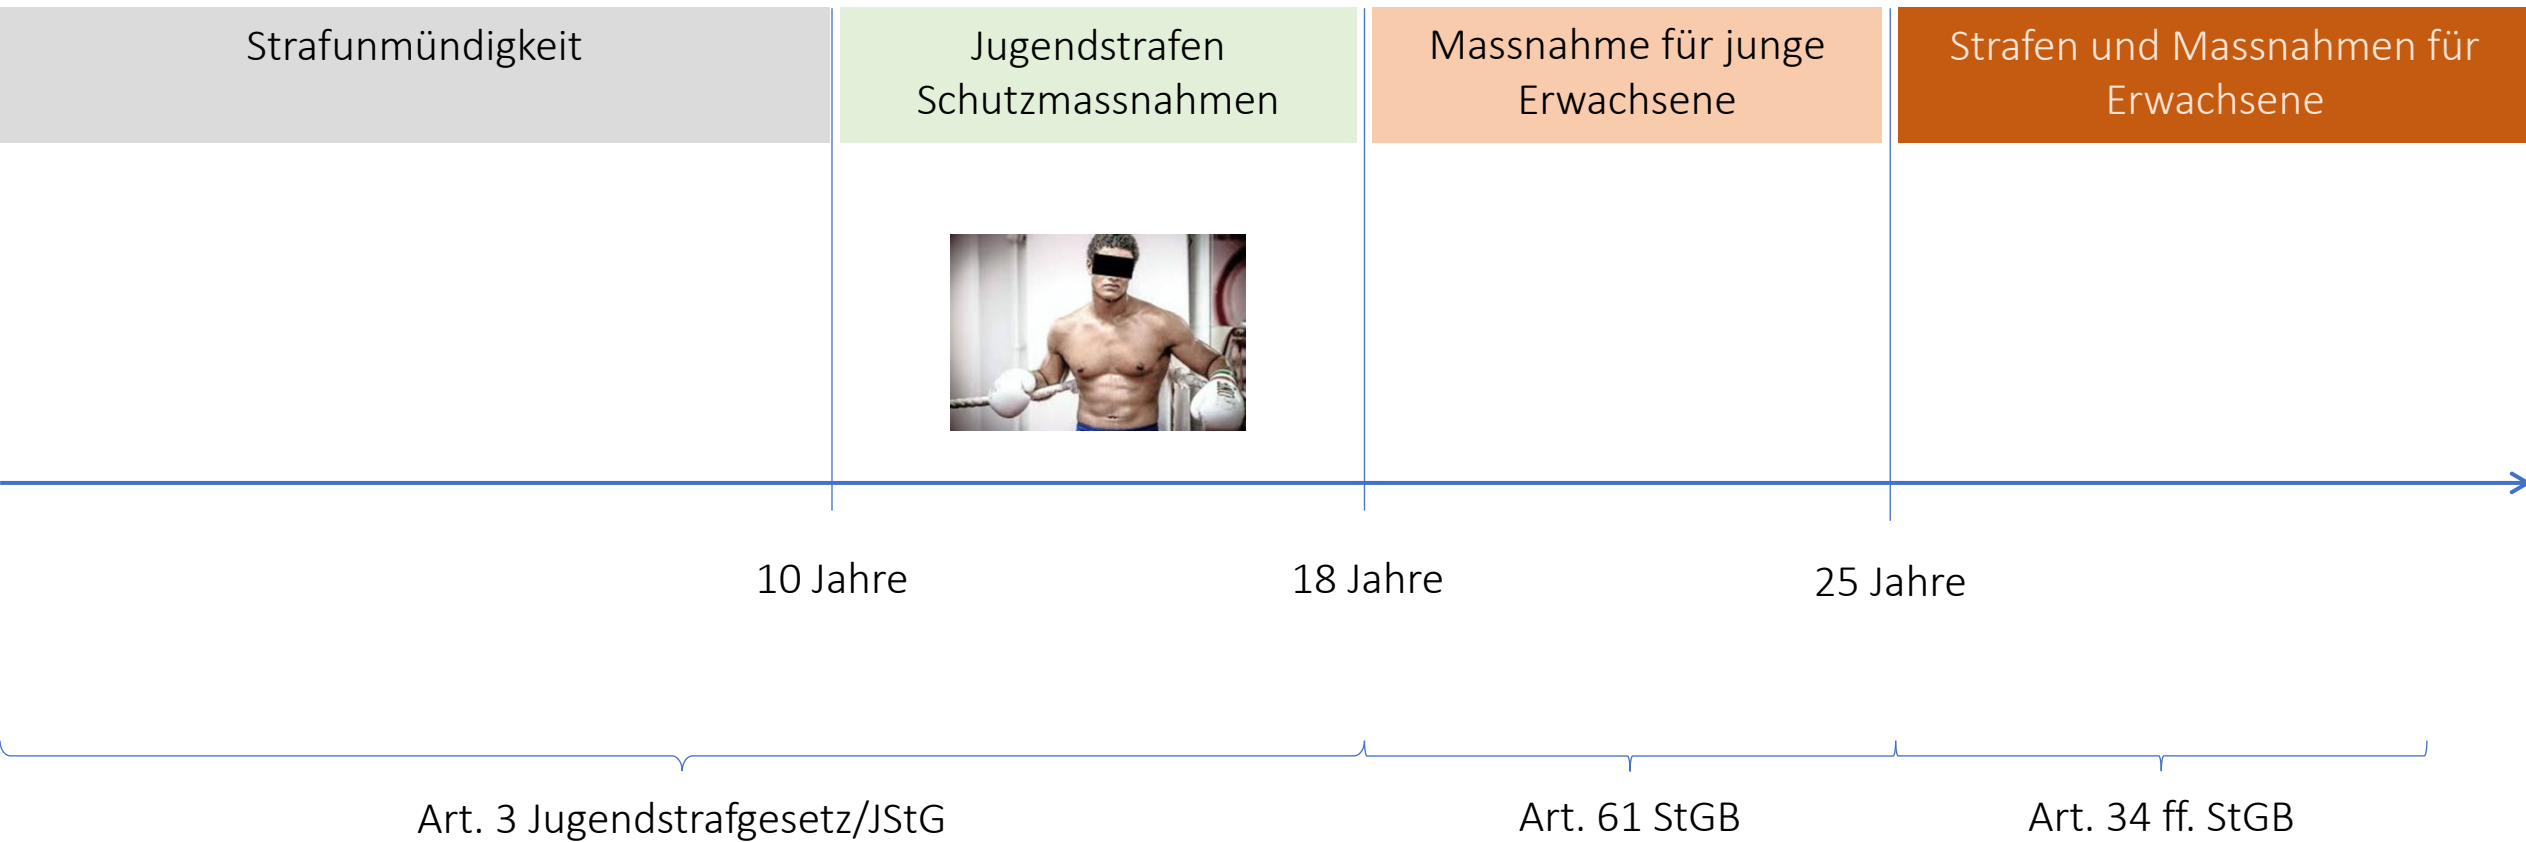 Strafunmündigkeit
Jugendstrafen
Schutzmassnahmen
Massnahme für junge
Erwachsene
Strafen und Massnahmen für
Erwachsene
10 Jahre
18 Jahre
25 Jahre
Art. 3 Jugendstrafgesetz/JStG
Art. 61 StGB
Art. 34 ff. StGB